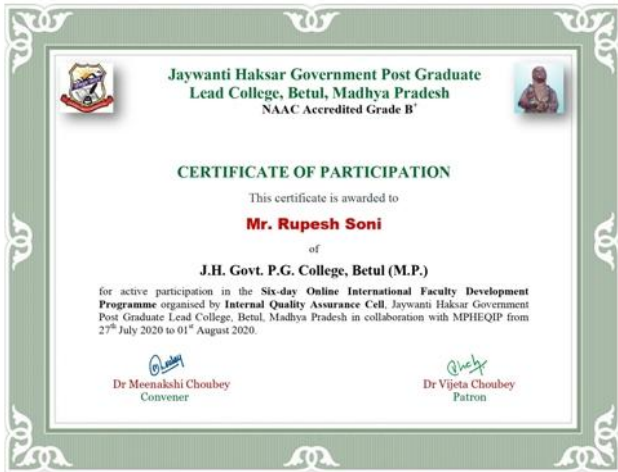 Jaywanti Haksar Government Post Graduate
Lead College, Betul, Madhya Pradesh
NAAC Accredited Grade B+
CERTIFICATE OF PARTICIPATION
This certificate is awarded to
Mr. Rupesh Soni
of
J.H. Govt. P.G. College, Betul (M.P.)
for active participation in the Six-day Online International Faculty Development
Programme organised by Internal Quality Assurance Cell, Jaywanti Haksar Government
Post Graduate Lead College, Betul, Madhya Pradesh in collaboration with MPHEQIP from
27th July 2020 to 01st August 2020.
Dr Meenakshi Choubey
Convener
Dr Vijeta Choubey
Patron